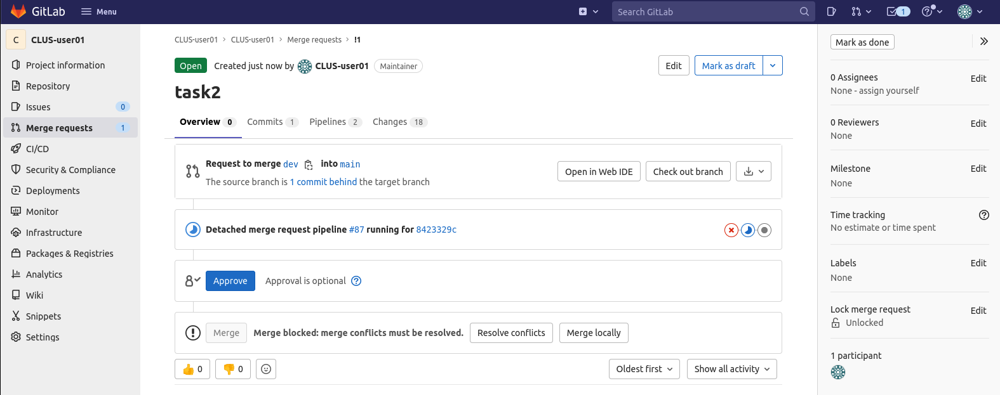 GitLab
Menu
Search GitLab
1
C
CLUS-user01
Project information
Repository
Issues 0
Merge requests 1
CI/CD
Security & Compliance
Deployments
Monitor
Infrastructure
Packages & Registries
Analytics
Wiki
Snippets
Settings
CLUS-user01 › CLUS-user01 › Merge requests › !1
Open Created just now by CLUS-user01 Maintainer
Edit
Mark as draft
task2
Overview 0 Commits 1 Pipelines 2 Changes 18
Request to merge dev into main
The source branch is 1 commit behind the target branch
Open in Web IDE
Check out branch
Detached merge request pipeline #87 running for 8423329c
Approve Approval is optional
Merge Merge blocked: merge conflicts must be resolved. Resolve conflicts Merge locally
0 0
Oldest first
Show all activity
Mark as done
0 Assignees Edit
None - assign yourself
0 Reviewers Edit
None
Milestone Edit
None
Time tracking
No estimate or time spent
Labels Edit
None
Lock merge request Edit
Unlocked
1 participant